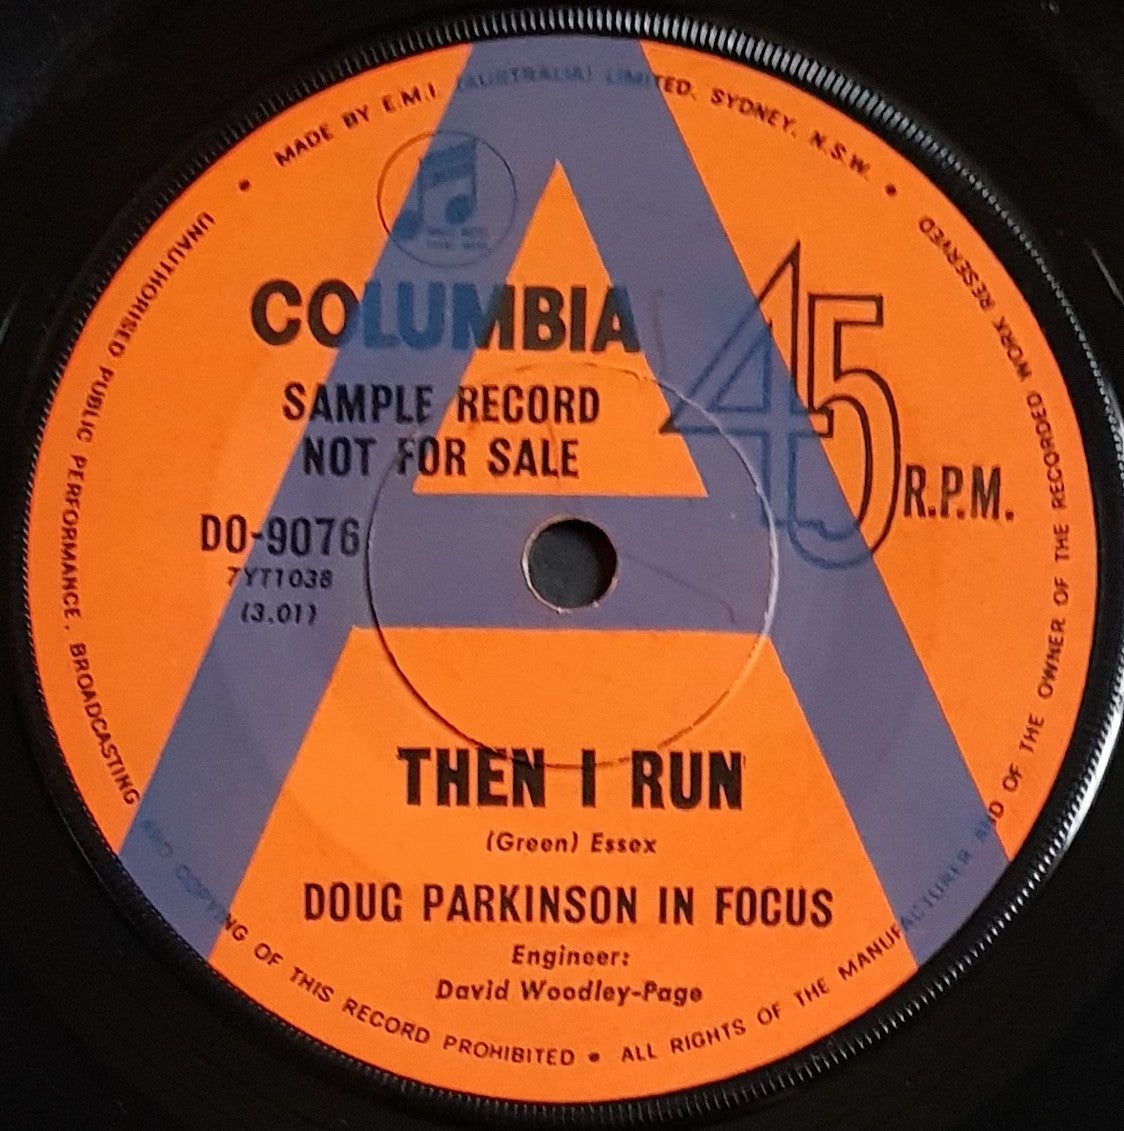 MADE BY E.M.I. (AUSTRALIA) LIMITED. SYDNEY. N.S.W.
COLUMBIA
45 R.P.M.
SAMPLE RECORD
NOT FOR SALE
DO-9076
7YT1038
(3.01)
THEN I RUN
(Green) Essex
DOUG PARKINSON IN FOCUS
Engineer:
David Woodley-Page
UNAUTHORISED PUBLIC PERFORMANCE, BROADCASTING AND COPYING OF THIS RECORD PROHIBITED • ALL RIGHTS OF THE MANUFACTURER AND OF THE OWNER OF THE RECORDED WORK RESERVED
A